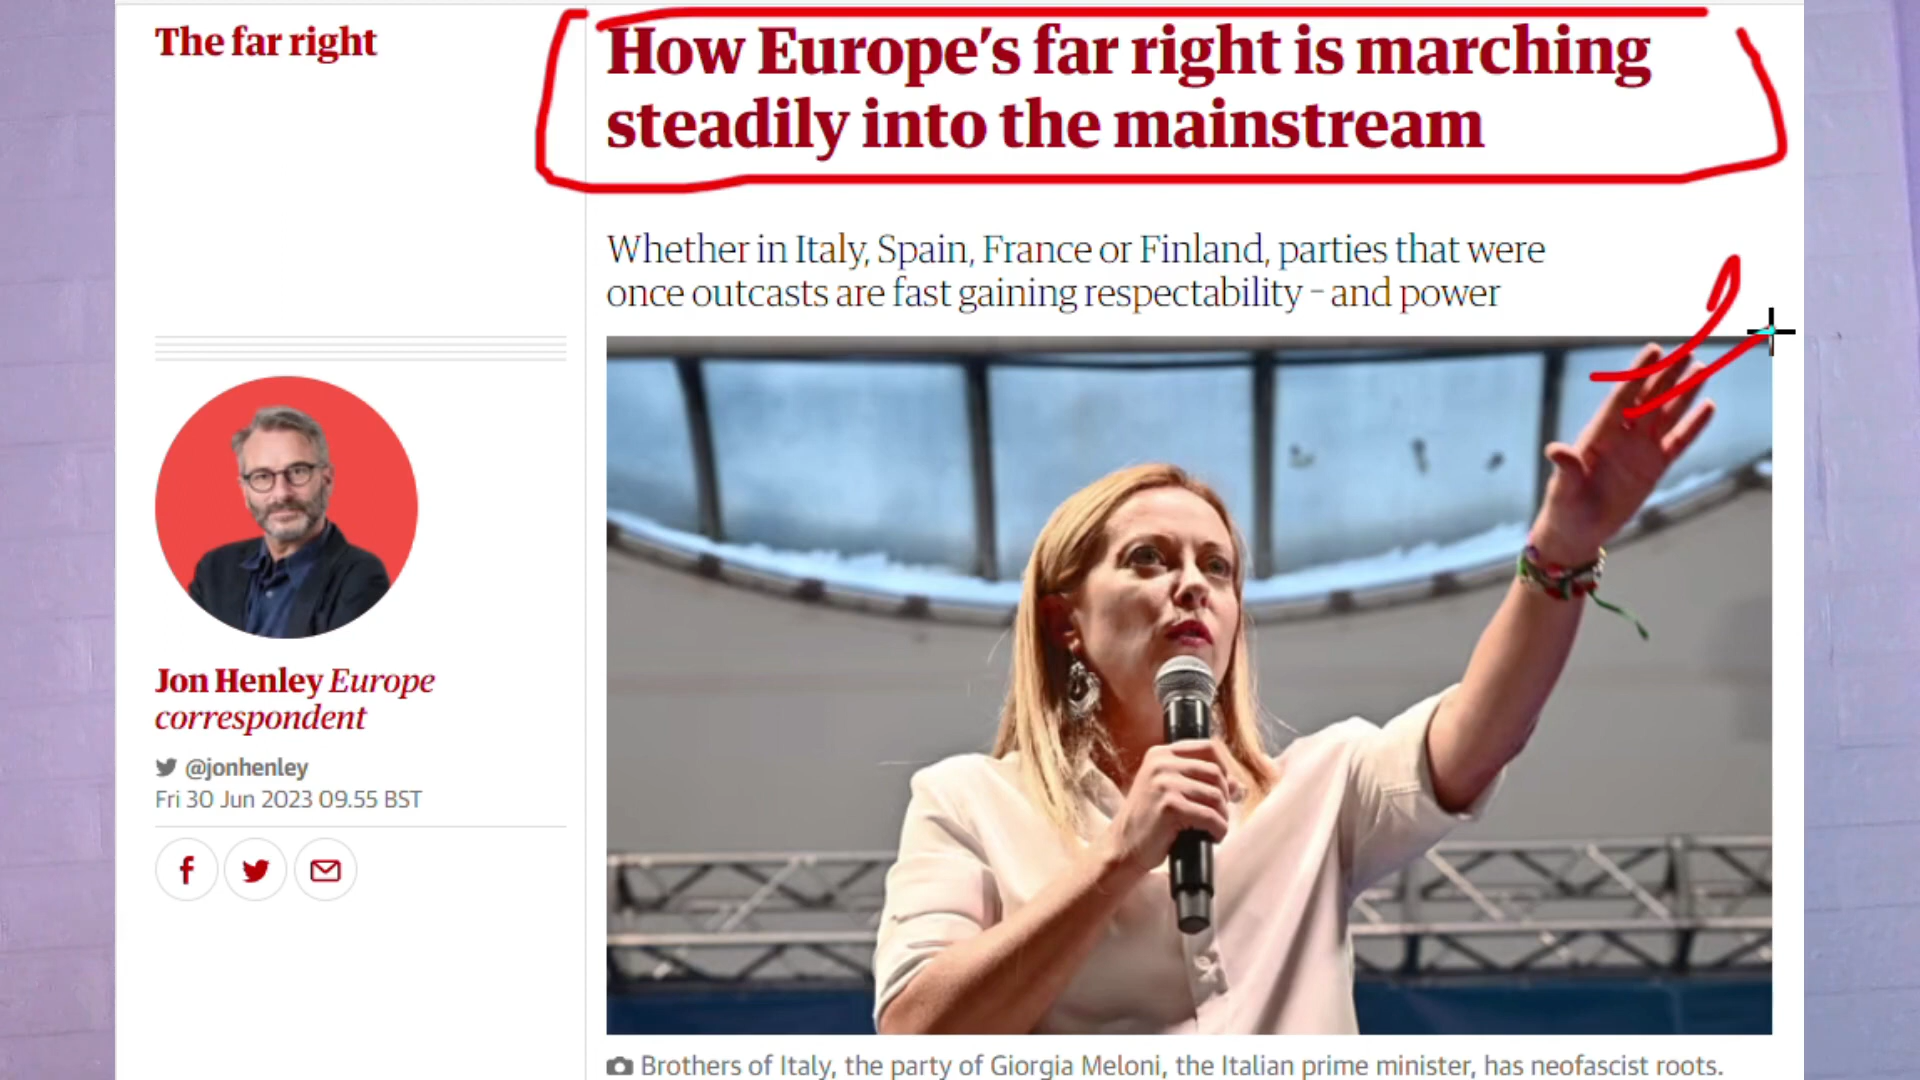 The far right
How Europe's far right is marching
steadily into the mainstream
Whether in Italy, Spain, France or Finland, parties that were
once outcasts are fast gaining respectability – and power
Jon Henley Europe
correspondent
@jonhenley
Fri 30 Jun 2023 09.55 BST
Brothers of Italy, the party of Giorgia Meloni, the Italian prime minister, has neofascist roots.